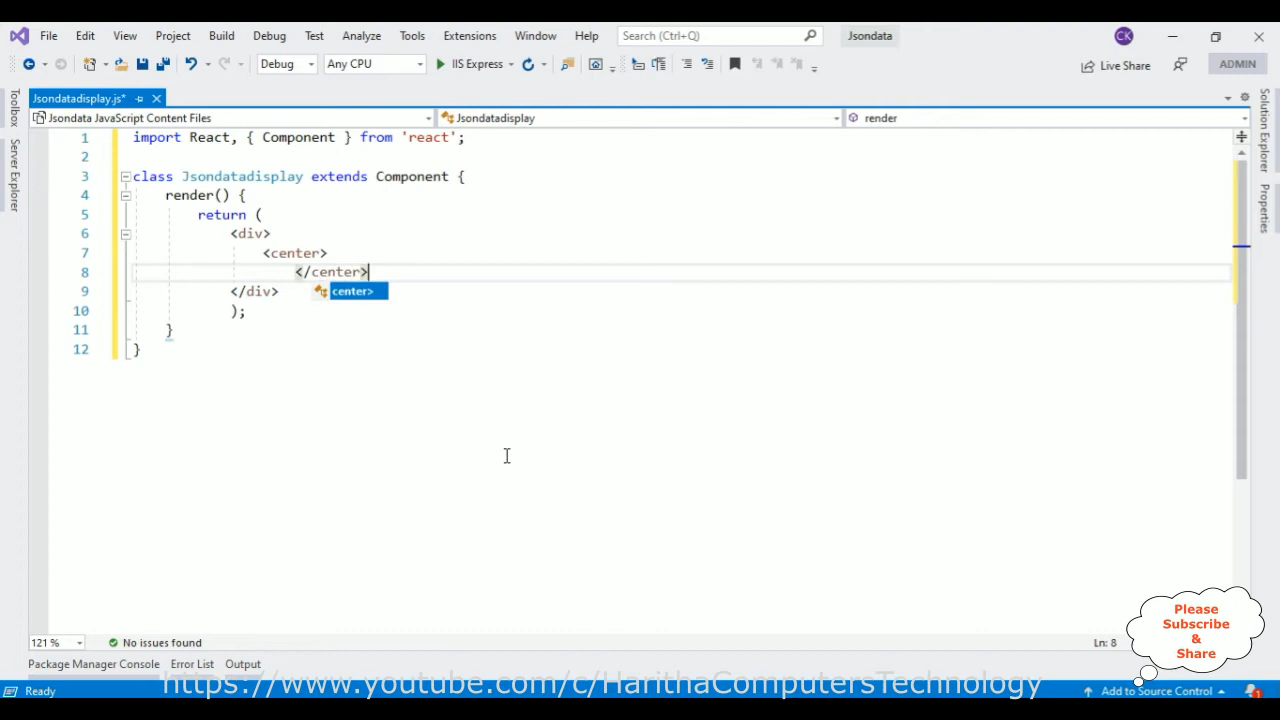 File Edit View Project Build Debug Test Analyze Tools Extensions Window Help Search (Ctrl+Q) Jsondata CK
Debug Any CPU IIS Express Live Share ADMIN
Jsondatadisplay.js*
Jsondata JavaScript Content Files Jsondatadisplay render
Toolbox
Server Explorer
Solution Explorer
Properties
1 import React, { Component } from 'react';
2
3 class Jsondatadisplay extends Component {
4 render() {
5 return (
6 <div>
7 <center>
8 </center>
9 </div>
center>
10 );
11 }
12 }
121 % No issues found Ln: 8
Please
Subscribe
&
Share
Package Manager Console Error List Output
https://www.youtube.com/c/HarithaComputersTechnology
Ready Add to Source Control 1